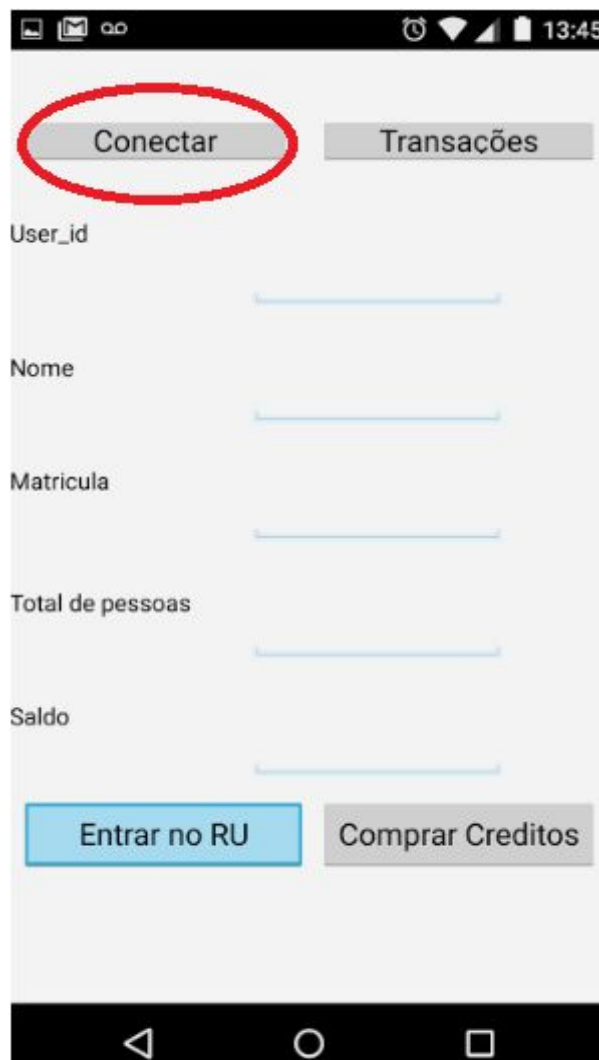 13:45
Conectar
Transações
User_id
Nome
Matricula
Total de pessoas
Saldo
Entrar no RU
Comprar Creditos